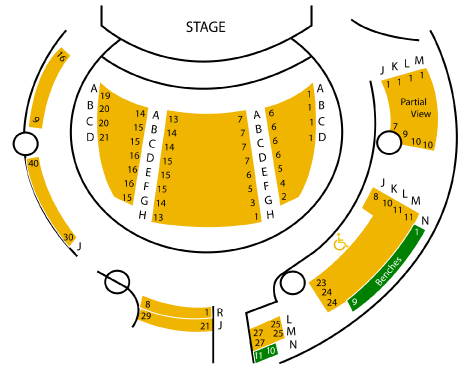 STAGE
16
9
40
30
J
J K L M
1 1 1 1
Partial
View
7 9 10 10
A
B
C
D
19
20
20
21
14
15
15
15
16
16
15
A
B
C
D
E
F
G
H
13
14
14
15
15
15
14
13
7
7
7
7
6
5
3
1
A
B
C
D
E
F
G
H
6
6
6
6
5
5
4
2
1
1
1
1
A
B
C
D
J K L M N
8 10 11 11 1
Benches
23
24
24
9
8
1
R
29
21
J
27
25
L
27
25
M
11
10
N